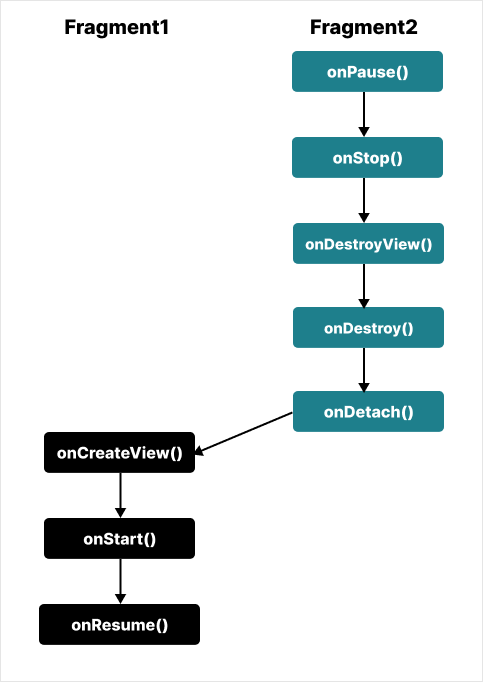 Fragment1
Fragment2
onPause()
onStop()
onDestroyView()
onDestroy()
onDetach()
onCreateView()
onStart()
onResume()